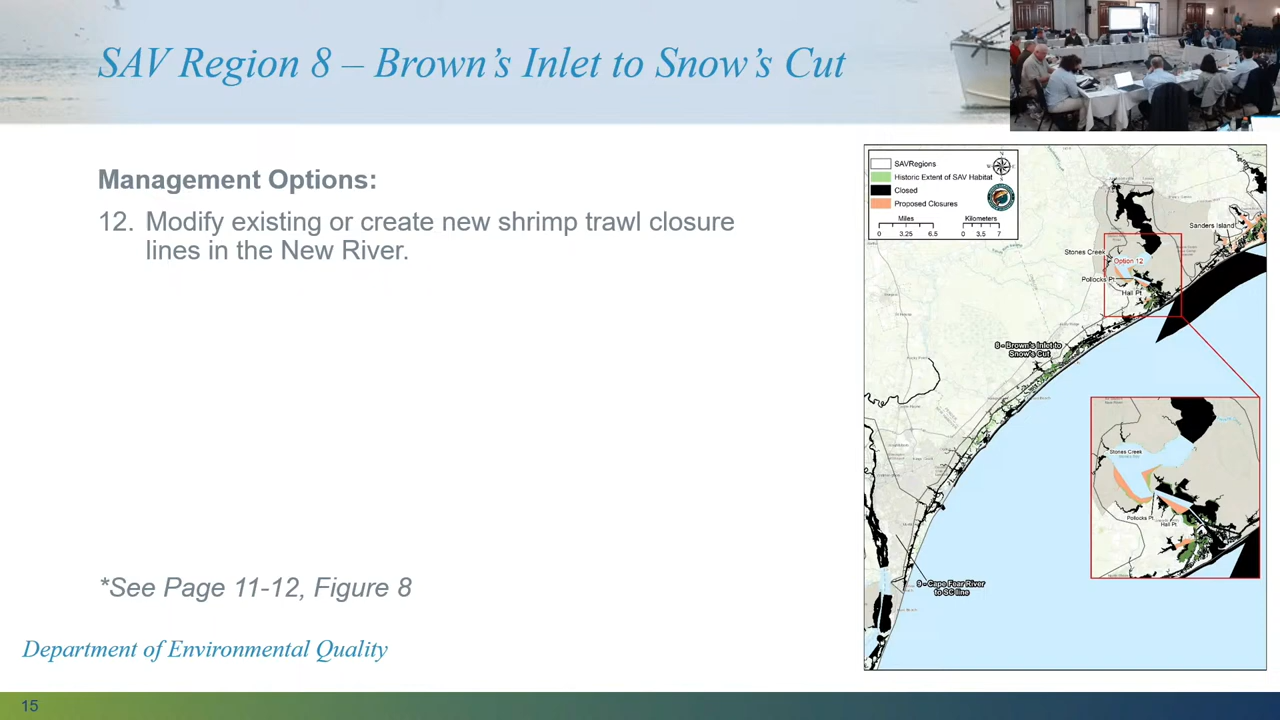 SAV Region 8 – Brown's Inlet to Snow's Cut
Management Options:
12. Modify existing or create new shrimp trawl closure
lines in the New River.
*See Page 11-12, Figure 8
Department of Environmental Quality
15
SAVRegions
Historic Extent of SAV Habitat
Closed
Proposed Closures
N
Miles
Kilometers
0 3.25 6.5
0 3.5 7
Sanders Island
Stones Creek
Option 12
Pollocks Pt
Hall Pt
8 - Brown's Inlet to
Snow's Cut
Stones Creek
Pollocks Pt
Hall Pt
9 - Cape Fear River
to SC line